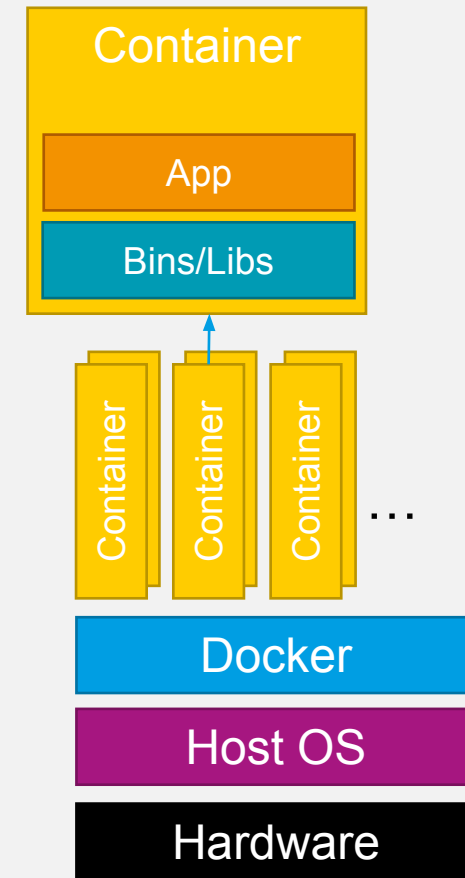 Container
App
Bins/Libs
Container
Container
Container
...
Docker
Host OS
Hardware